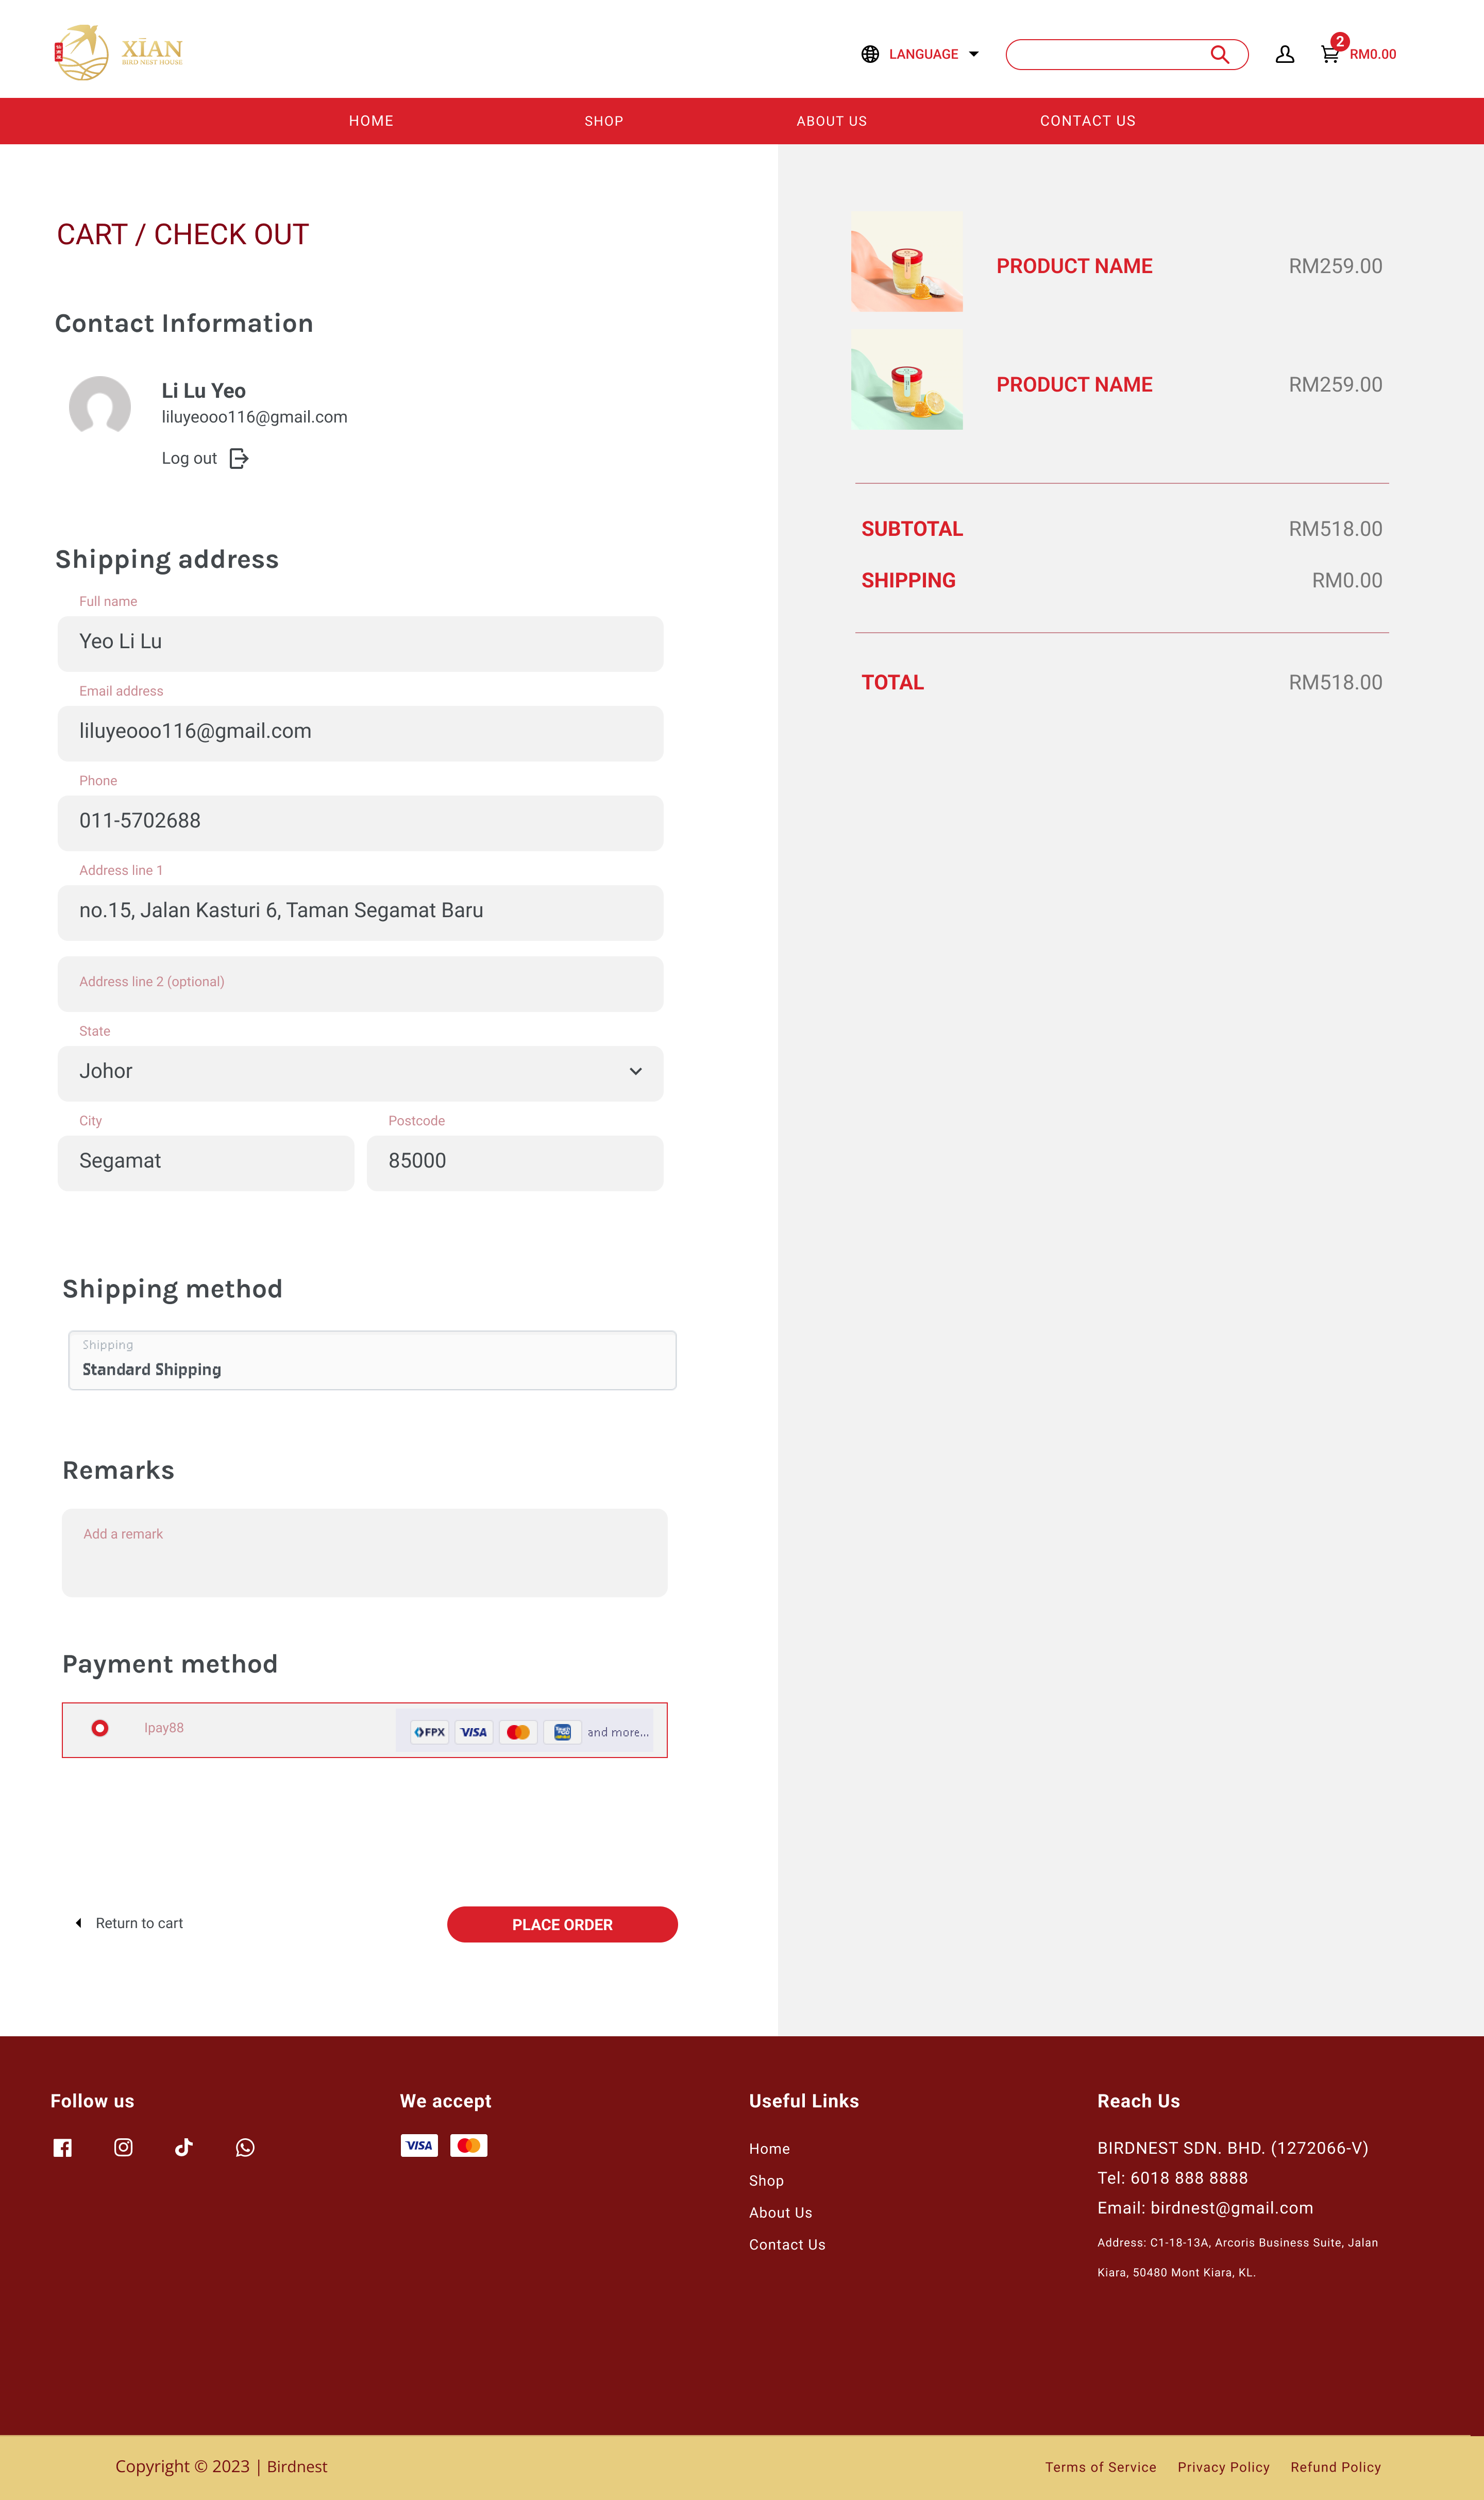 XĪAN
BIRD NEST HOUSE
LANGUAGE
2
RM0.00
HOME
SHOP
ABOUT US
CONTACT US
CART / CHECK OUT
Contact Information
Li Lu Yeo
liluyeooo116@gmail.com
Log out
Shipping address
Full name
Yeo Li Lu
Email address
liluyeooo116@gmail.com
Phone
011-5702688
Address line 1
no.15, Jalan Kasturi 6, Taman Segamat Baru
Address line 2 (optional)
State
Johor
City
Postcode
Segamat
85000
Shipping method
Shipping
Standard Shipping
Remarks
Add a remark
Payment method
Ipay88
FPX
VISA
and more...
Return to cart
PLACE ORDER
PRODUCT NAME
RM259.00
PRODUCT NAME
RM259.00
SUBTOTAL
RM518.00
SHIPPING
RM0.00
TOTAL
RM518.00
Follow us
We accept
VISA
Useful Links
Home
Shop
About Us
Contact Us
Reach Us
BIRDNEST SDN. BHD. (1272066-V)
Tel: 6018 888 8888
Email: birdnest@gmail.com
Address: C1-18-13A, Arcoris Business Suite, Jalan
Kiara, 50480 Mont Kiara, KL.
Copyright © 2023 | Birdnest
Terms of Service
Privacy Policy
Refund Policy